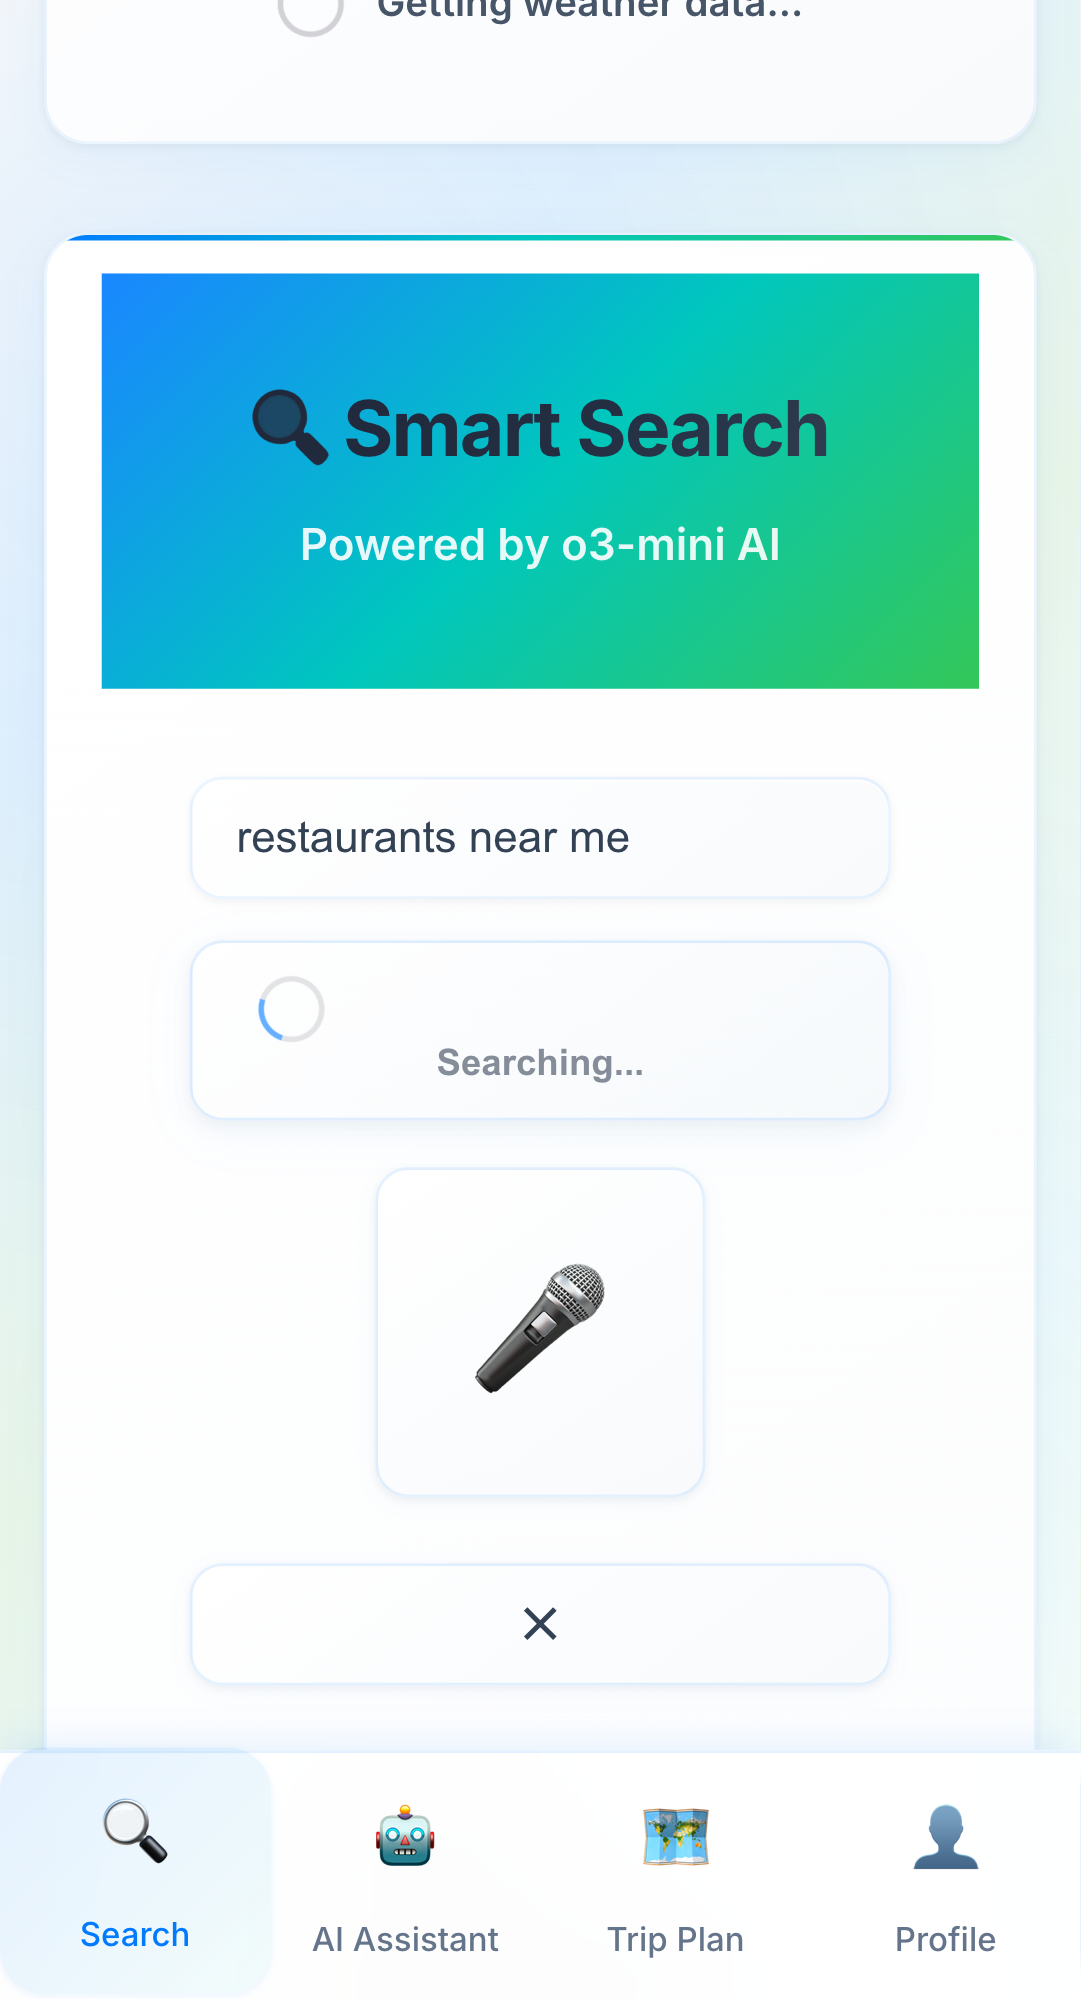 Getting weather data...
Smart Search
Powered by o3-mini AI
restaurants near me
Searching...
Search
AI Assistant
Trip Plan
Profile